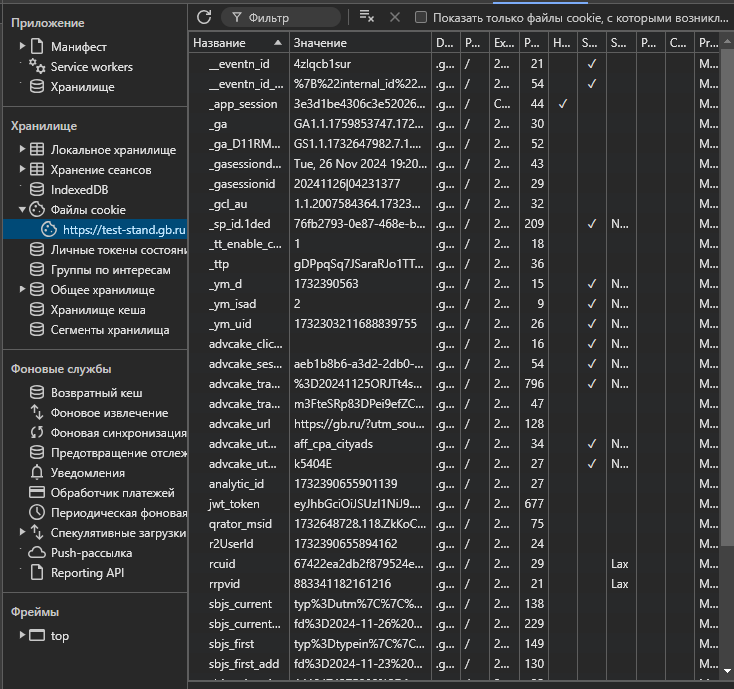 Приложение
Манифест
Service workers
Хранилище
Хранилище
Локальное хранилище
Хранение сеансов
IndexedDB
Файлы cookie
https://test-stand.gb.ru
Личные токены состояни
Группы по интересам
Общее хранилище
Хранилище кеша
Сегменты хранилища
Фоновые службы
Возвратный кеш
Фоновое извлечение
Фоновая синхронизация
Предотвращение отслеж
Уведомления
Обработчик платежей
Периодическая фоновая
Спекулятивные загрузки
Push-рассылка
Reporting API
Фреймы
top
Фильтр Показать только файлы cookie, с которыми возникл...
Название Значение D... P... Ex... P... H... S... S... P... C... Pr...
__eventn_id 4zlqcb1sur .g... / 2... 21 ✓ M...
__eventn_id_... %7B%22internal_id%22... .g... / 2... 54 ✓ M...
_app_session 3e3d1be4306c3e52026... .g... / C... 44 ✓ M...
_ga GA1.1.1759853747.172... .g... / 2... 30 M...
_ga_D11RM... GS1.1.1732647982.7.1.... .g... / 2... 52 M...
_gasessiond... Tue, 26 Nov 2024 19:20... .g... / 2... 43 M...
_gasessionid 20241126|04231377 .g... / 2... 29 M...
_gcl_au 1.1.2007584364.17323... .g... / 2... 32 M...
_sp_id.1ded 76fb2793-0e87-468e-b... .g... / 2... 209 ✓ N... M...
_tt_enable_c... 1 .g... / 2... 18 M...
_ttp gDPpqSq7JSaraRJo1TT... .g... / 2... 36 M...
_ym_d 1732390563 .g... / 2... 15 ✓ N... M...
_ym_isad 2 .g... / 2... 9 ✓ N... M...
_ym_uid 1732303211688839755 .g... / 2... 26 ✓ N... M...
advcake_clic... .g... / 2... 16 ✓ N... M...
advcake_ses... aeb1b8b6-a3d2-2db0-... .g... / 2... 54 ✓ N... M...
advcake_tra... %3D20241125ORJTt4s... .g... / 2... 796 ✓ N... M...
advcake_tra... m3FteSRp83DPei9efZC... .g... / 2... 47 M...
advcake_url https://gb.ru/?utm_sou... .g... / 2... 128 M...
advcake_ut... aff_cpa_cityads .g... / 2... 34 ✓ N... M...
advcake_ut... k5404E .g... / 2... 27 ✓ N... M...
analytic_id 1732390655901139 .g... / 2... 27 M...
jwt_token eyJhbGciOiJSUzI1NiJ9.... .g... / 2... 677 M...
qrator_msid 1732648728.118.ZkKoC... .g... / 2... 75 M...
r2UserId 1732390655894162 .g... / 2... 24 M...
rcuid 67422ea2db2f879524e... .g... / 2... 29 Lax M...
rrpvid 883341182161216 .g... / 2... 21 Lax M...
sbjs_current typ%3Dutm%7C%7C%... .g... / 2... 138 M...
sbjs_current... fd%3D2024-11-26%20... .g... / 2... 229 M...
sbjs_first typ%3Dtypein%7C%7C... .g... / 2... 149 M...
sbjs_first_add fd%3D2024-11-23%20... .g... / 2... 130 M...